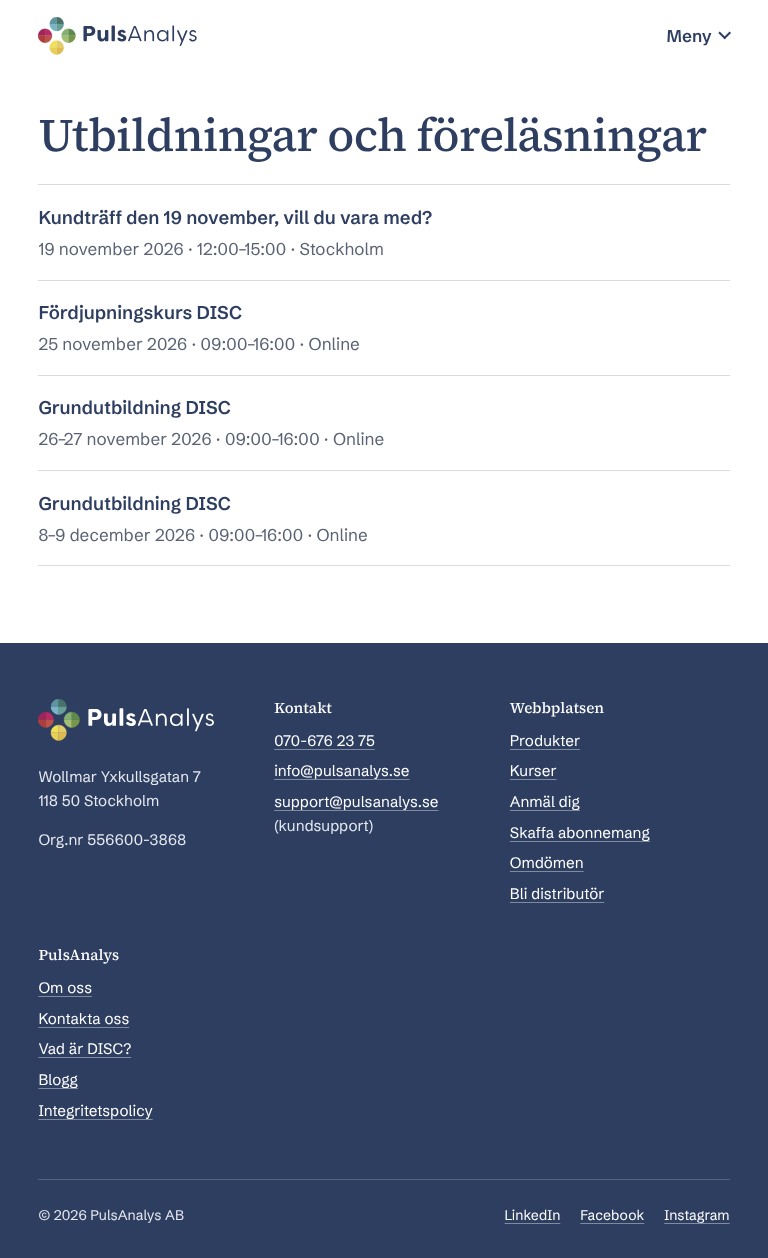 PulsAnalys
Meny
Utbildningar och föreläsningar
Kundträff den 19 november, vill du vara med?
19 november 2026 · 12:00–15:00 · Stockholm
Fördjupningskurs DISC
25 november 2026 · 09:00–16:00 · Online
Grundutbildning DISC
26–27 november 2026 · 09:00–16:00 · Online
Grundutbildning DISC
8–9 december 2026 · 09:00–16:00 · Online
PulsAnalys
Wollmar Yxkullsgatan 7
118 50 Stockholm
Org.nr 556600-3868
Kontakt
070-676 23 75
info@pulsanalys.se
support@pulsanalys.se
(kundsupport)
Webbplatsen
Produkter
Kurser
Anmäl dig
Skaffa abonnemang
Omdömen
Bli distributör
PulsAnalys
Om oss
Kontakta oss
Vad är DISC?
Blogg
Integritetspolicy
© 2026 PulsAnalys AB
LinkedIn Facebook Instagram